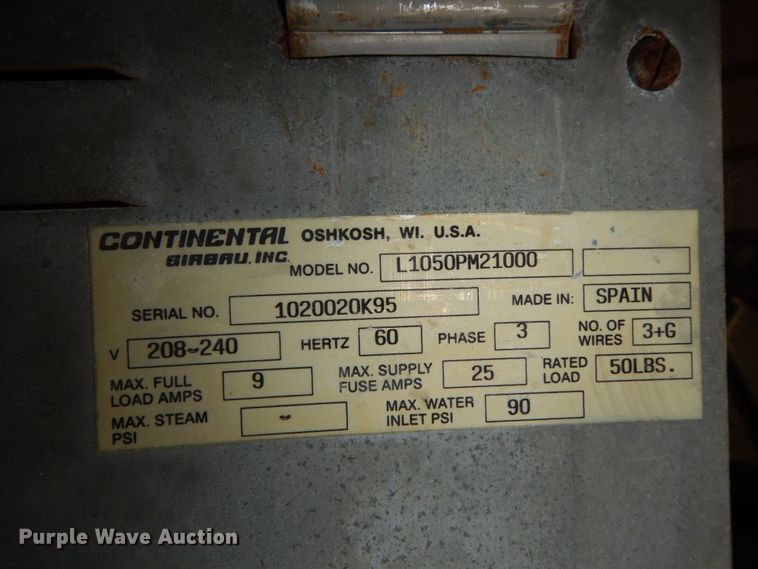 CONTINENTAL OSHKOSH, WI. U.S.A.
GIRBAU, INC. MODEL NO. L1050PM21000
SERIAL NO. 1020020K95 MADE IN: SPAIN
V 208-240 HERTZ 60 PHASE 3 NO. OF WIRES 3+G
MAX. FULL LOAD AMPS 9 MAX. SUPPLY FUSE AMPS 25 RATED LOAD 50LBS.
MAX. STEAM PSI - MAX. WATER INLET PSI 90
Purple Wave Auction